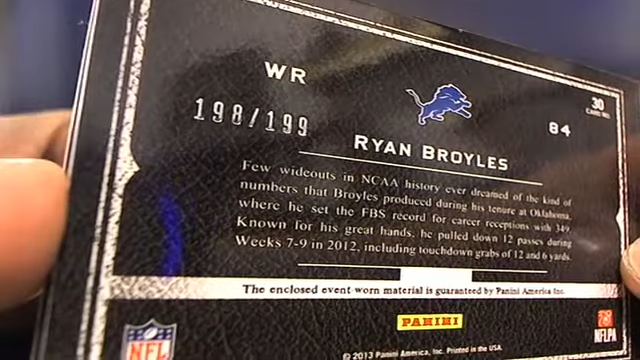 WR
30
CARD NO.
198/199
84
RYAN BROYLES
Few wideouts in NCAA history ever dreamed of the kind of
numbers that Broyles produced during his tenure at Oklahoma,
where he set the FBS record for career receptions with 349.
Known for his great hands, he pulled down 12 passes during
Weeks 7-9 in 2012, including touchdown grabs of 12 and 6 yards.
The enclosed event-worn material is guaranteed by Panini America Inc.
PANINI
NFL
NFLPA
© 2013 Panini America, Inc. Printed in the USA.